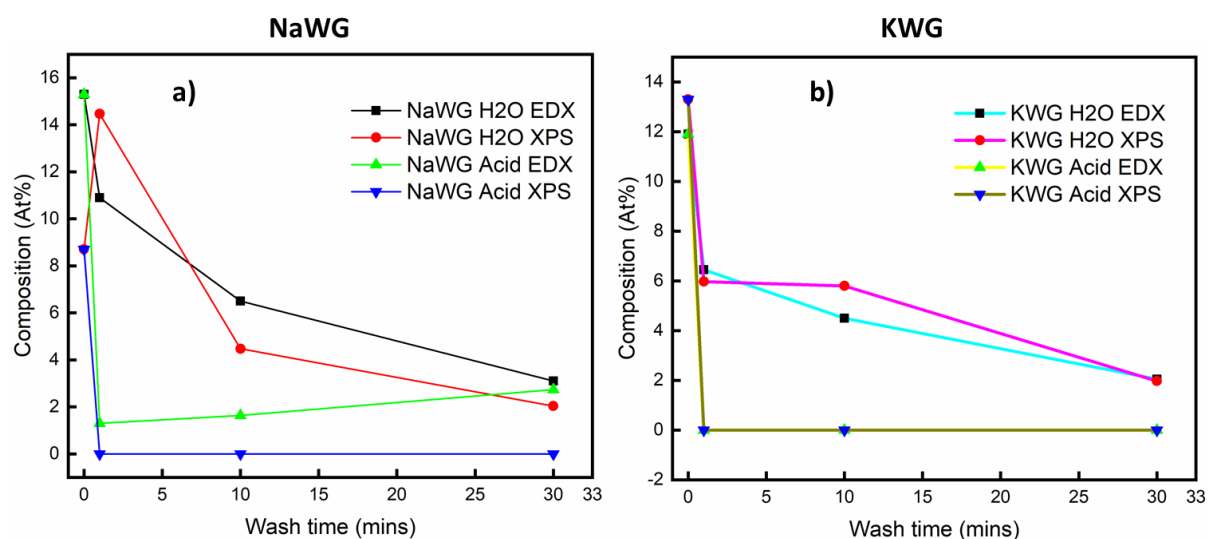 NaWG
KWG
a)
NaWG H2O EDX
NaWG H2O XPS
NaWG Acid EDX
NaWG Acid XPS
Composition (At%)
16
14
12
10
8
6
4
2
0
0
5
10
15
20
25
30
33
Wash time (mins)
b)
KWG H2O EDX
KWG H2O XPS
KWG Acid EDX
KWG Acid XPS
Composition (At%)
14
12
10
8
6
4
2
0
-2
0
5
10
15
20
25
30
33
Wash time (mins)